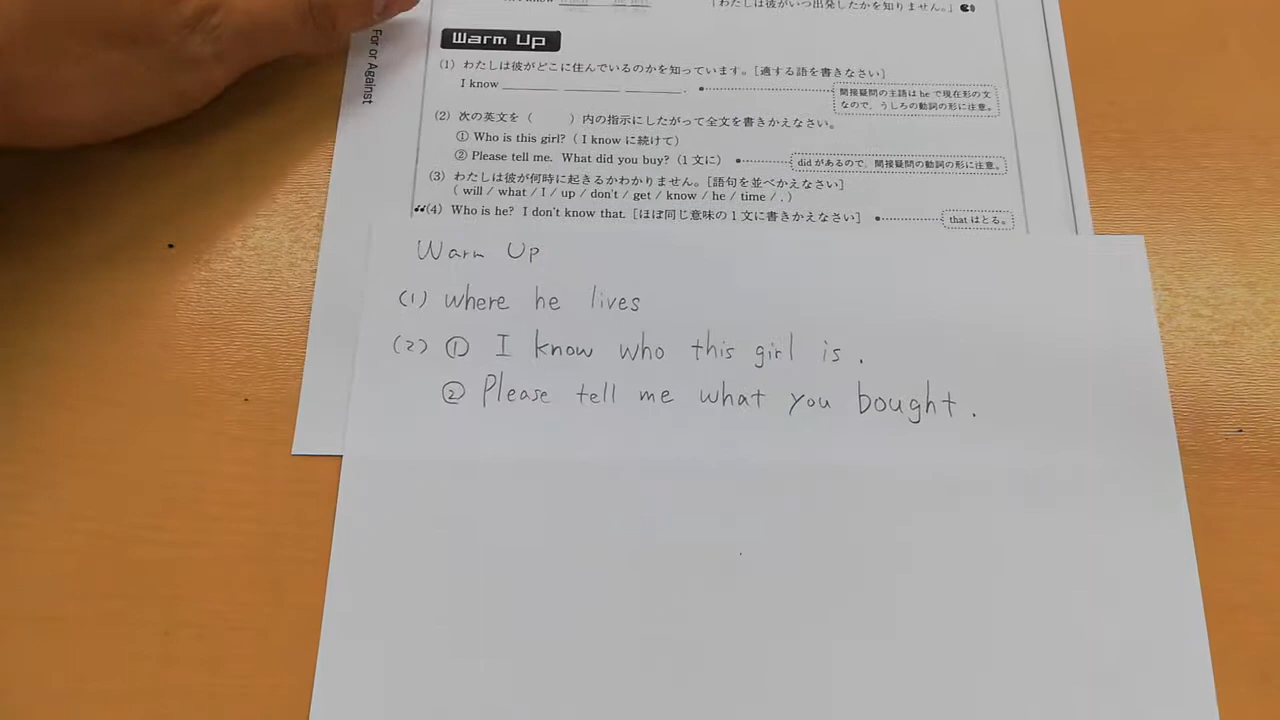 「わたしは彼がいつ出発したかを知りません。」
For or Against
Warm Up
(1) わたしは彼がどこに住んでいるのかを知っています。[適する語を書きなさい]
I know ______ ______ ______ .
間接疑問の主語は he で現在形の文
なので、うしろの動詞の形に注意。
(2) 次の英文を（　　）内の指示にしたがって全文を書きかえなさい。
① Who is this girl? ( I know に続けて)
② Please tell me. What did you buy? (1文に)
did があるので、間接疑問の動詞の形に注意。
(3) わたしは彼が何時に起きるかわかりません。[語句を並べかえなさい]
( will / what / I / up / don't / get / know / he / time / . )
(4) Who is he? I don't know that. [ほぼ同じ意味の1文に書きかえなさい]
that はとる。
Warm Up
(1) where he lives
(2) ① I know who this girl is .
② Please tell me what you bought .